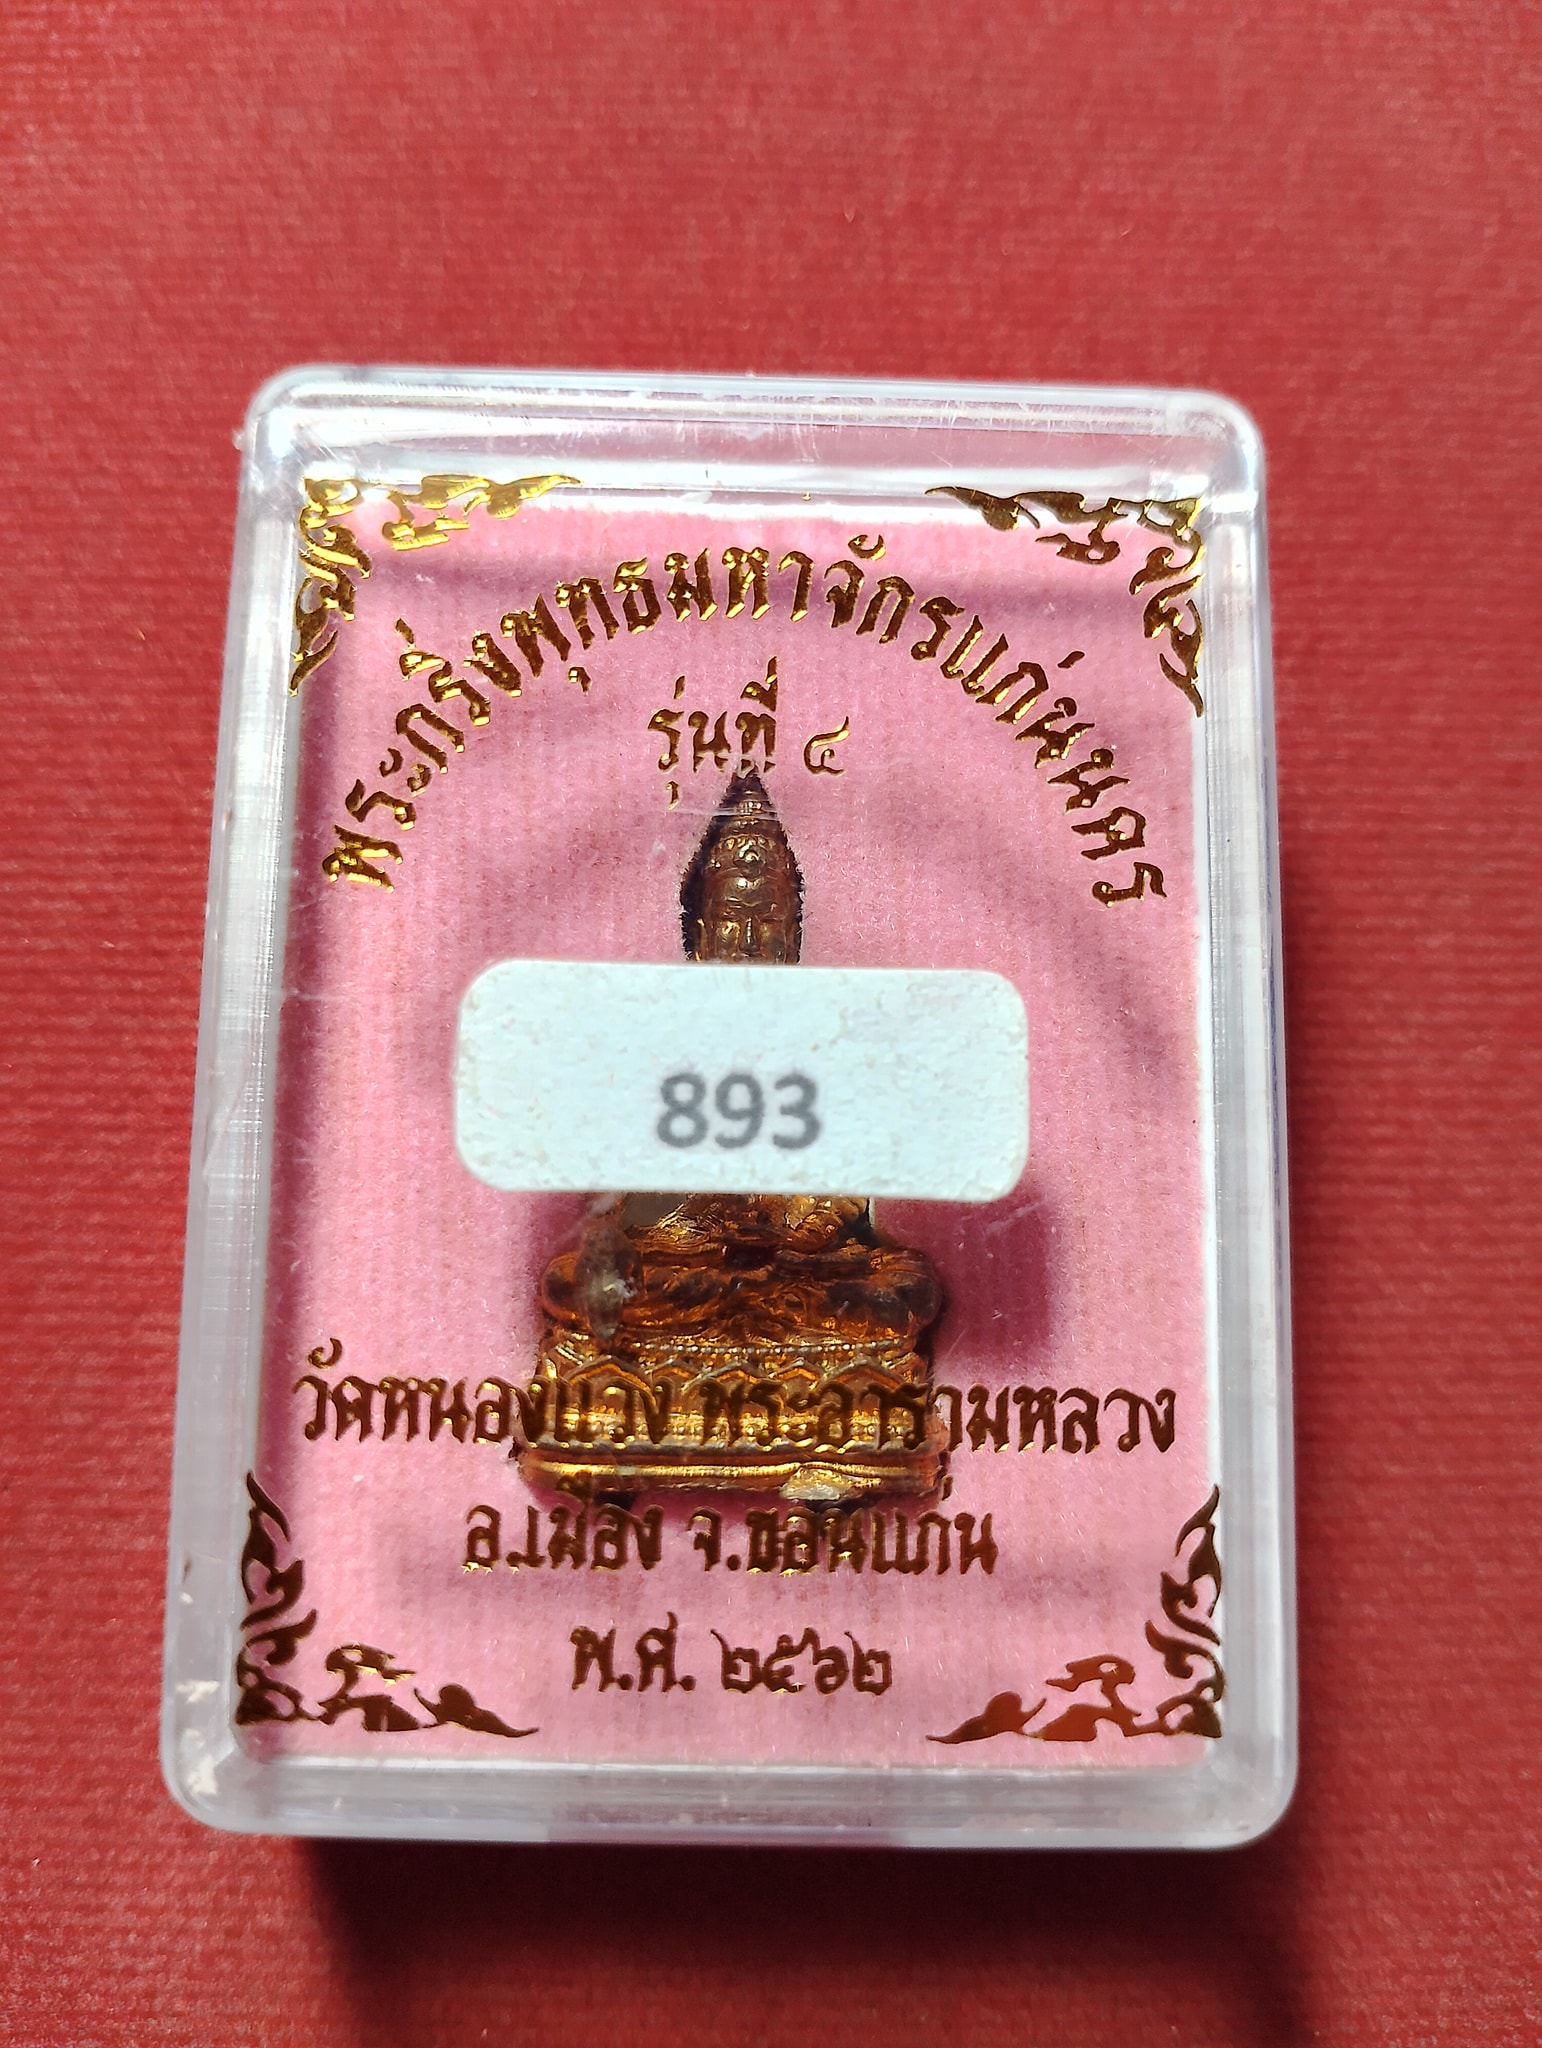 พระกริ่งพุทธมหาจักรแก่นนคร
รุ่นที่ ๔
893
วัดหนองแวง พระอารามหลวง
อ.เมือง จ.ขอนแก่น
พ.ศ. ๒๕๖๒